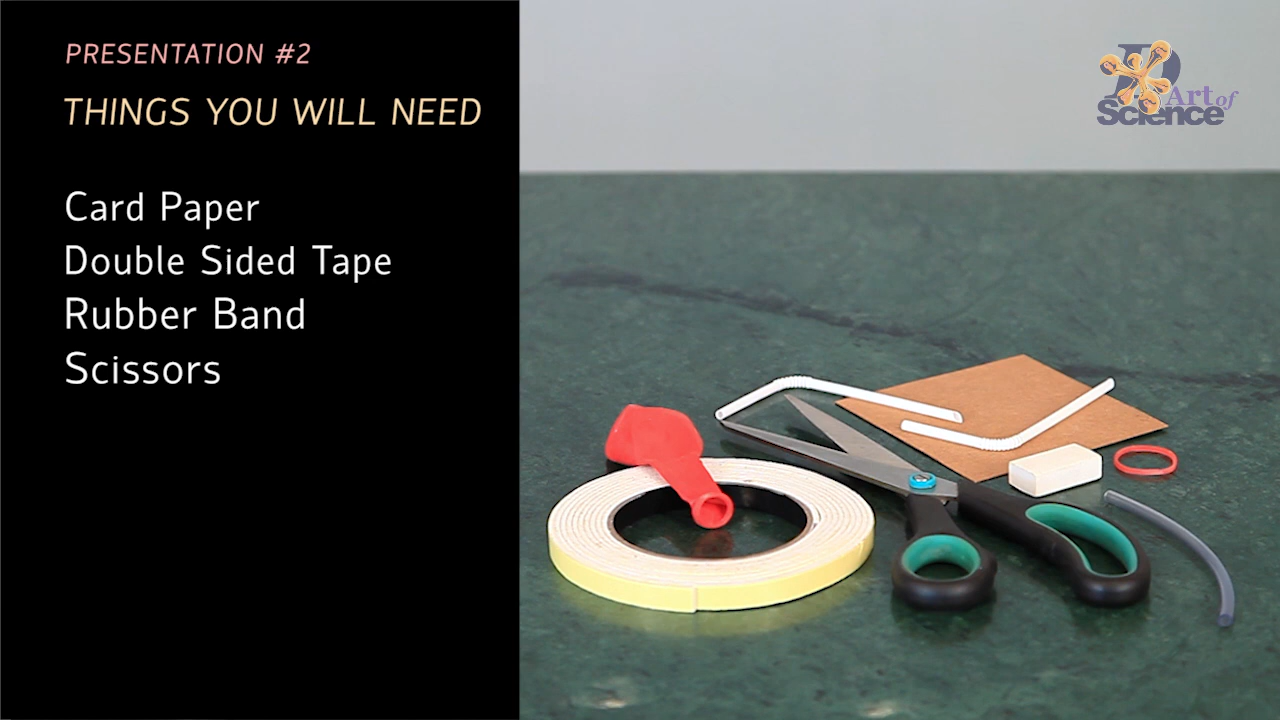 PRESENTATION #2
THINGS YOU WILL NEED
Card Paper
Double Sided Tape
Rubber Band
Scissors
Art of
Science